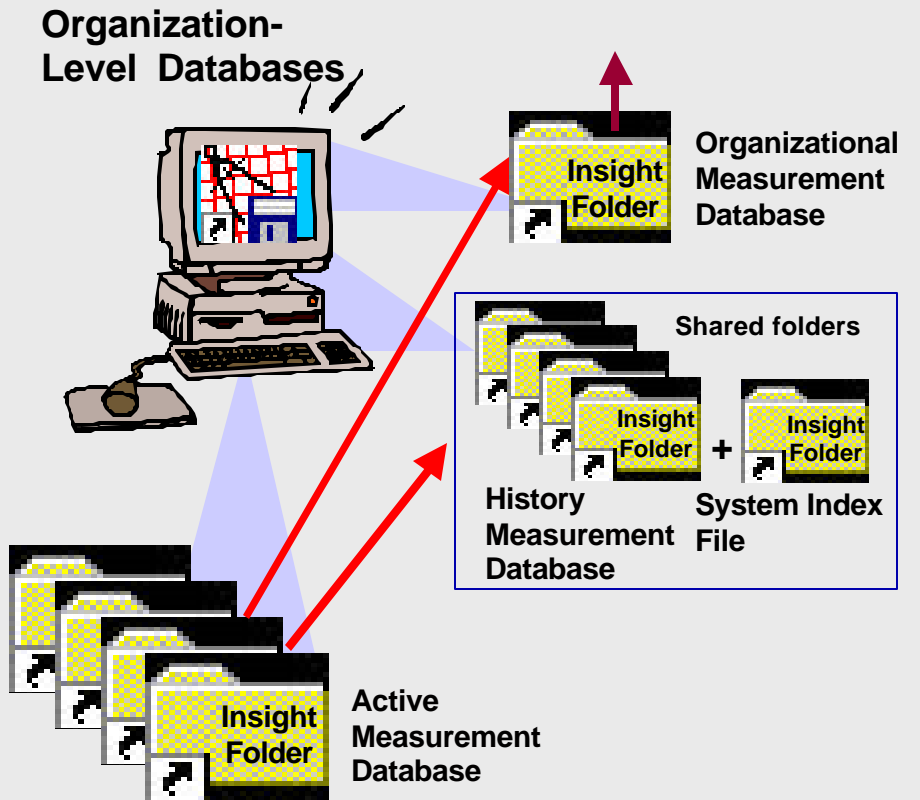 Organization-
Level Databases
Insight
Folder
Organizational
Measurement
Database
Shared folders
Insight
Folder
+
Insight
Folder
History
Measurement
Database
System Index
File
Insight
Folder
Active
Measurement
Database